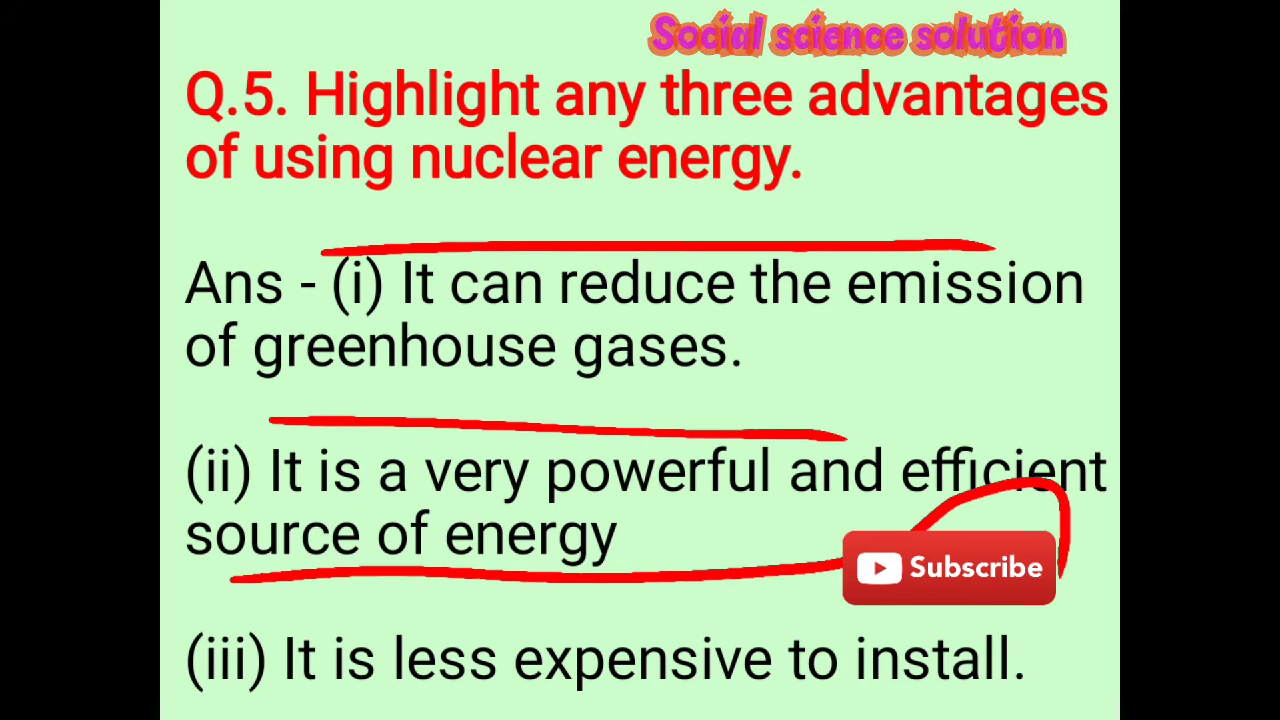 Social science solution
Q.5. Highlight any three advantages
of using nuclear energy.
Ans - (i) It can reduce the emission
of greenhouse gases.
(ii) It is a very powerful and efficient
source of energy
Subscribe
(iii) It is less expensive to install.